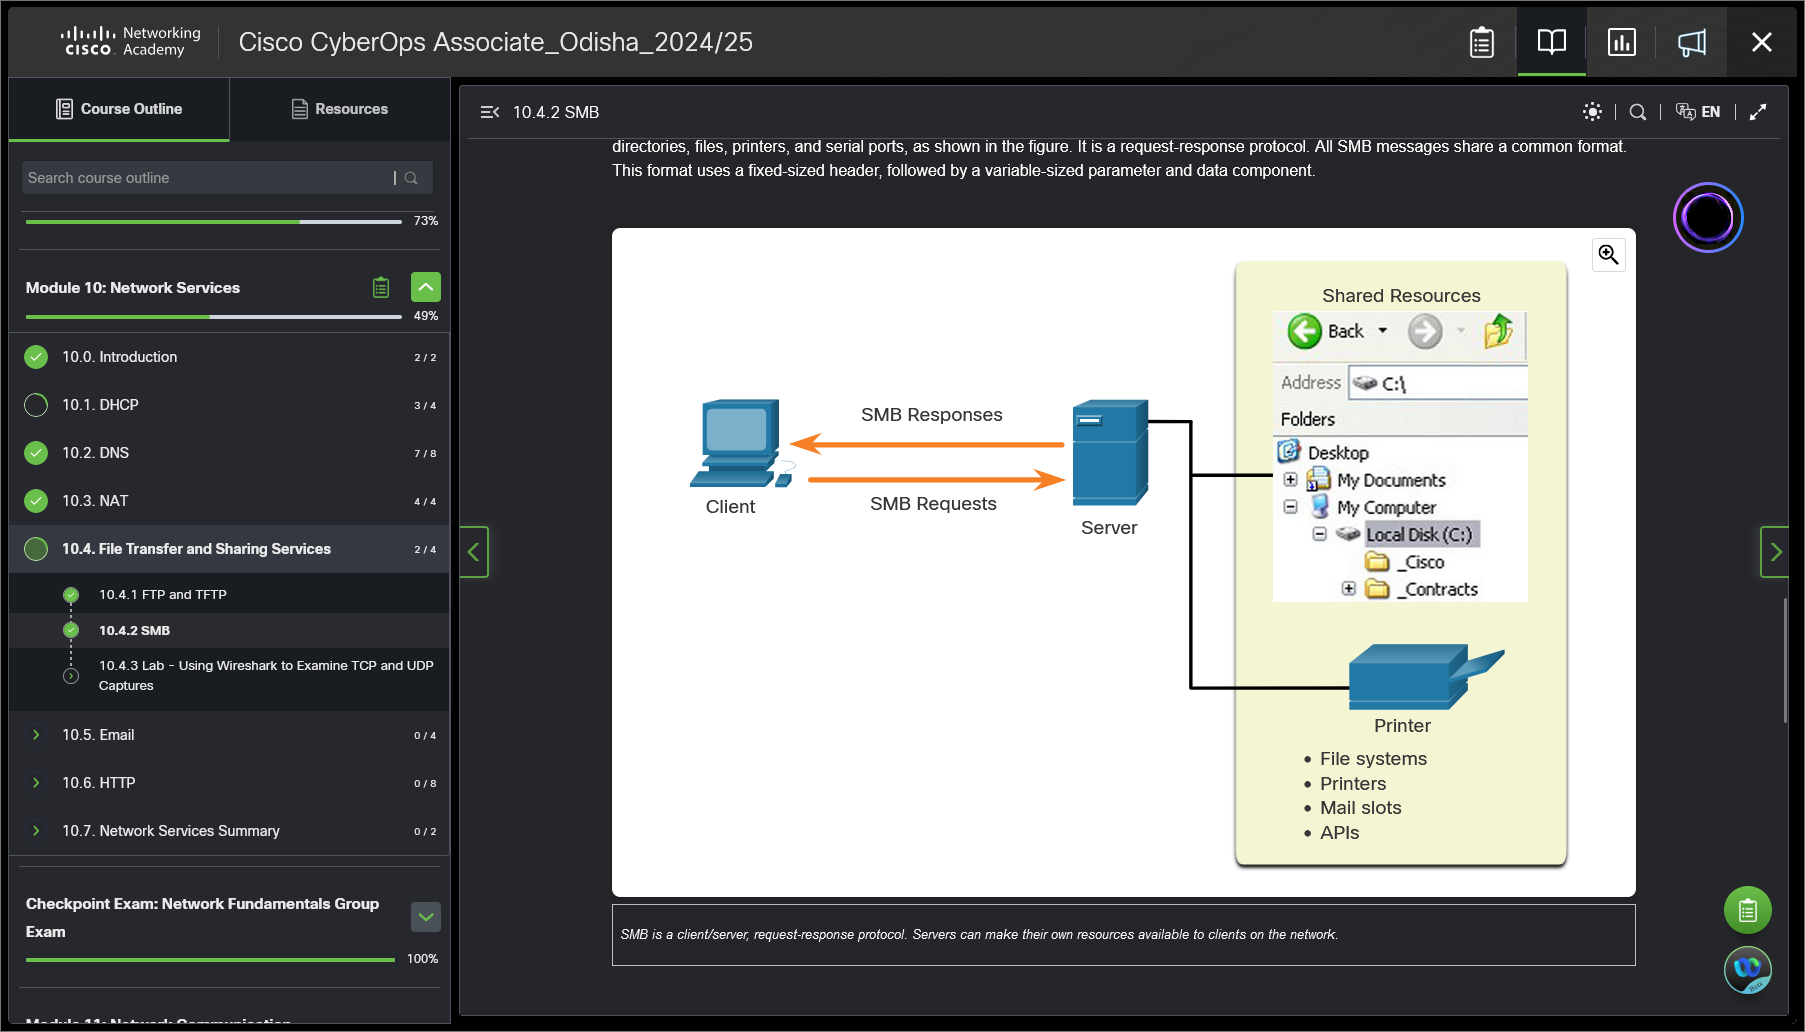 Networking
CISCO Academy
Cisco CyberOps Associate_Odisha_2024/25
Course Outline
Resources
Search course outline
73%
Module 10: Network Services
49%
10.0. Introduction 2 / 2
10.1. DHCP 3 / 4
10.2. DNS 7 / 8
10.3. NAT 4 / 4
10.4. File Transfer and Sharing Services 2 / 4
10.4.1 FTP and TFTP
10.4.2 SMB
10.4.3 Lab - Using Wireshark to Examine TCP and UDP
Captures
10.5. Email 0 / 4
10.6. HTTP 0 / 8
10.7. Network Services Summary 0 / 2
Checkpoint Exam: Network Fundamentals Group
Exam
100%
Module 11: Network Communication
10.4.2 SMB
EN
directories, files, printers, and serial ports, as shown in the figure. It is a request-response protocol. All SMB messages share a common format.
This format uses a fixed-sized header, followed by a variable-sized parameter and data component.
SMB Responses
SMB Requests
Client
Server
Shared Resources
Back
Address C:\
Folders
Desktop
My Documents
My Computer
Local Disk (C:)
_Cisco
_Contracts
Printer
• File systems
• Printers
• Mail slots
• APIs
SMB is a client/server, request-response protocol. Servers can make their own resources available to clients on the network.
Beta